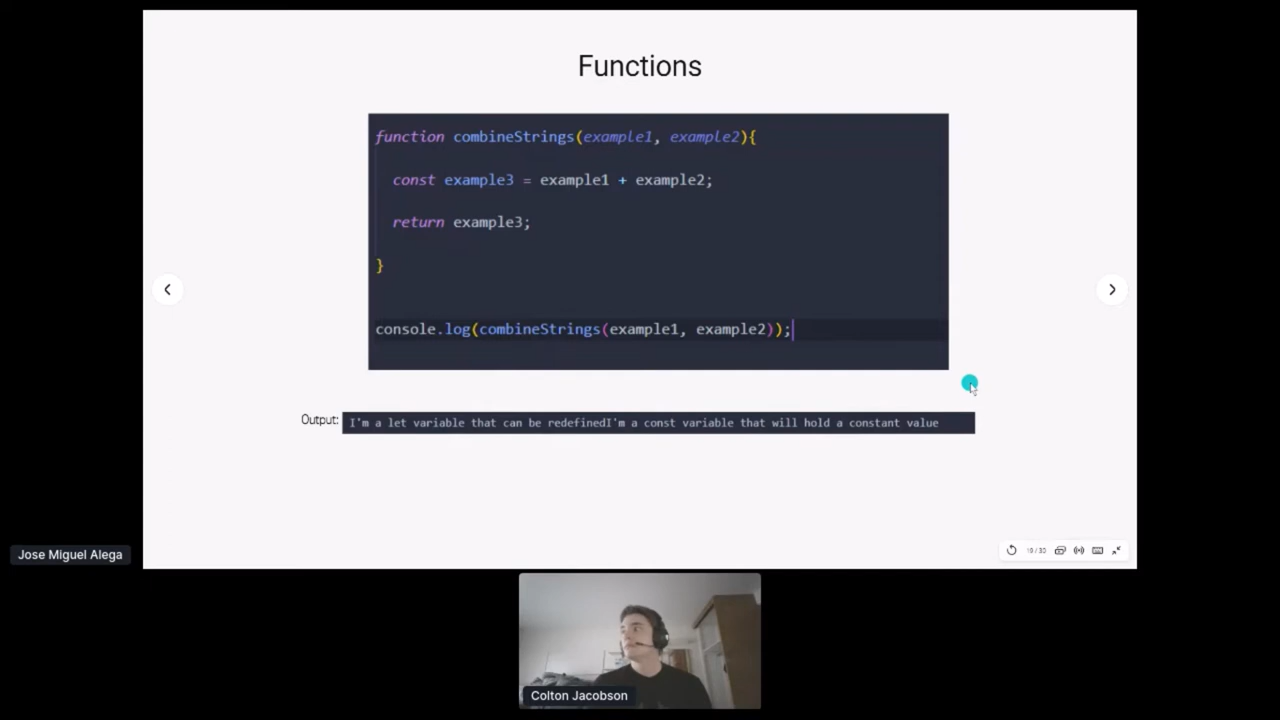 Functions
function combineStrings(example1, example2){
const example3 = example1 + example2;
return example3;
}
console.log(combineStrings(example1, example2));
Output: I'm a let variable that can be redefinedI'm a const variable that will hold a constant value
Jose Miguel Alega
Colton Jacobson